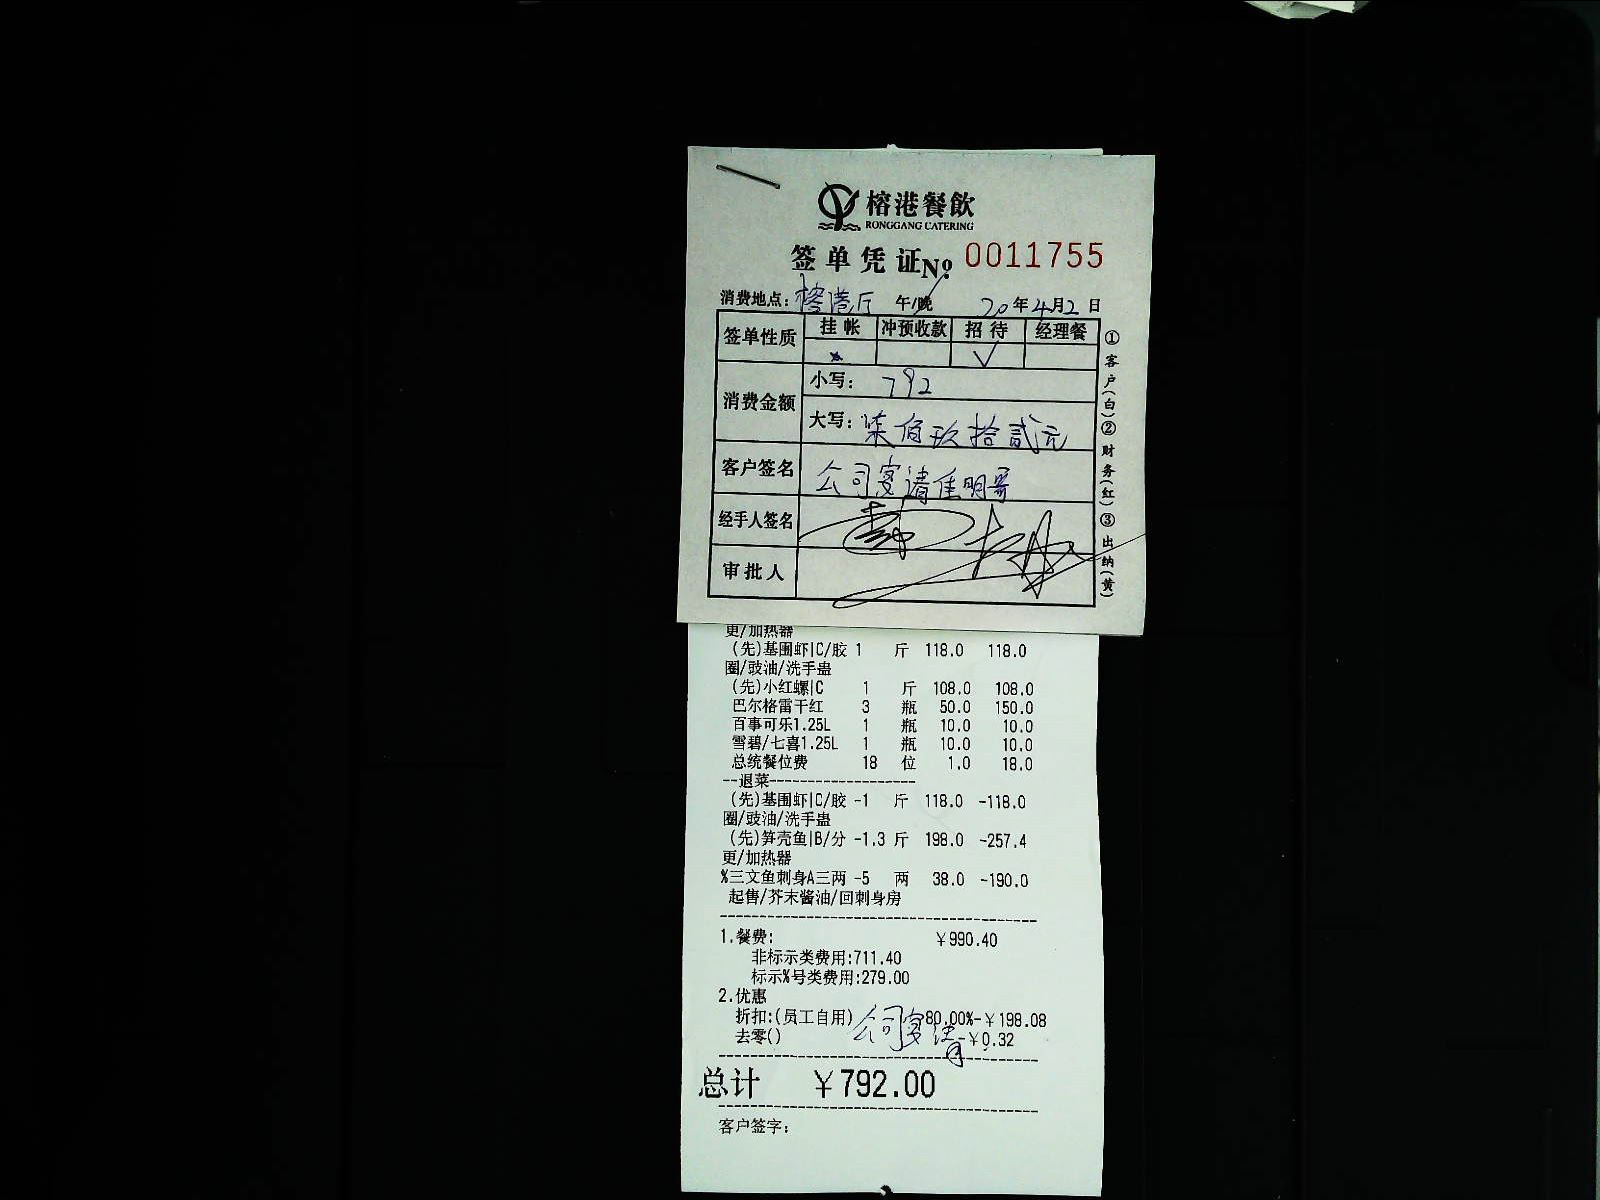 榕港餐飲
RONGGANG CATERING
签单凭证 № 0011755
消费地点：榕港厅 午/晚 20年4月2日
签单性质 挂帐 冲预收款 招待 经理餐
√
消费金额 小写：792
大写：柒佰玖拾贰元
客户签名 公司宴请佳明哥
经手人签名
审批人
①客户(白)②财务(红)③出纳(黄)
更/加热器
(先)基围虾|C/胶 1 斤 118.0 118.0
圈/豉油/洗手盅
(先)小红螺|C 1 斤 108.0 108.0
巴尔格雷干红 3 瓶 50.0 150.0
百事可乐1.25L 1 瓶 10.0 10.0
雪碧/七喜1.25L 1 瓶 10.0 10.0
总统餐位费 18 位 1.0 18.0
--退菜-------------------
(先)基围虾|C/胶 -1 斤 118.0 -118.0
圈/豉油/洗手盅
(先)笋壳鱼|B/分 -1.3 斤 198.0 -257.4
更/加热器
%三文鱼刺身A三两 -5 两 38.0 -190.0
起售/芥末酱油/回刺身房
1.餐费: ￥990.40
非标示类费用:711.40
标示%号类费用:279.00
2.优惠
折扣:(员工自用) 80.00%-￥198.08
公司宴请
去零() -￥0.32
总计 ￥792.00
客户签字: